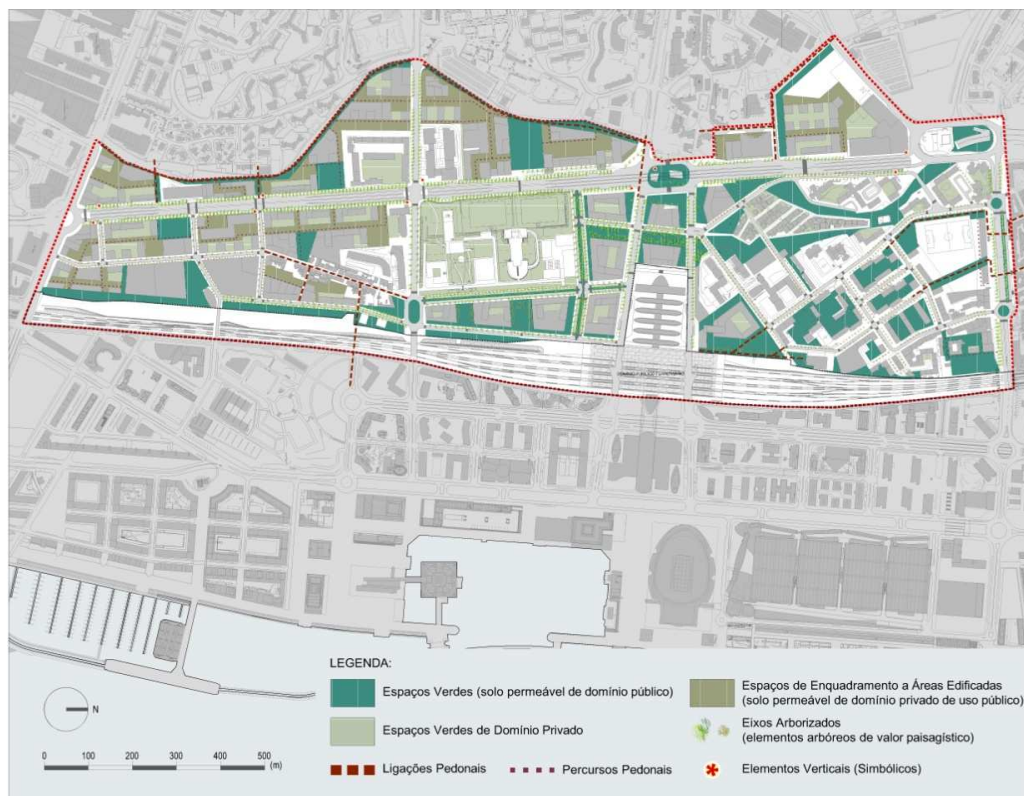 LEGENDA:
Espaços Verdes (solo permeável de domínio público)
Espaços Verdes de Domínio Privado
Ligações Pedonais
Percursos Pedonais
Espaços de Enquadramento a Áreas Edificadas
(solo permeável de domínio privado de uso público)
Eixos Arborizados
(elementos arbóreos de valor paisagístico)
Elementos Verticais (Simbólicos)
N
0 100 200 300 400 500
(m)